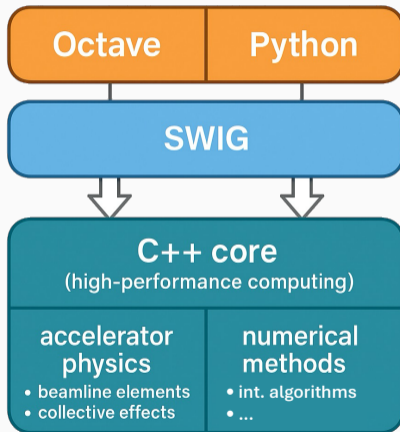 Octave
Python
SWIG
C++ core
(high-performance computing)
accelerator
physics
• beamline elements
• collective effects
numerical
methods
• int. algorithms
• ...